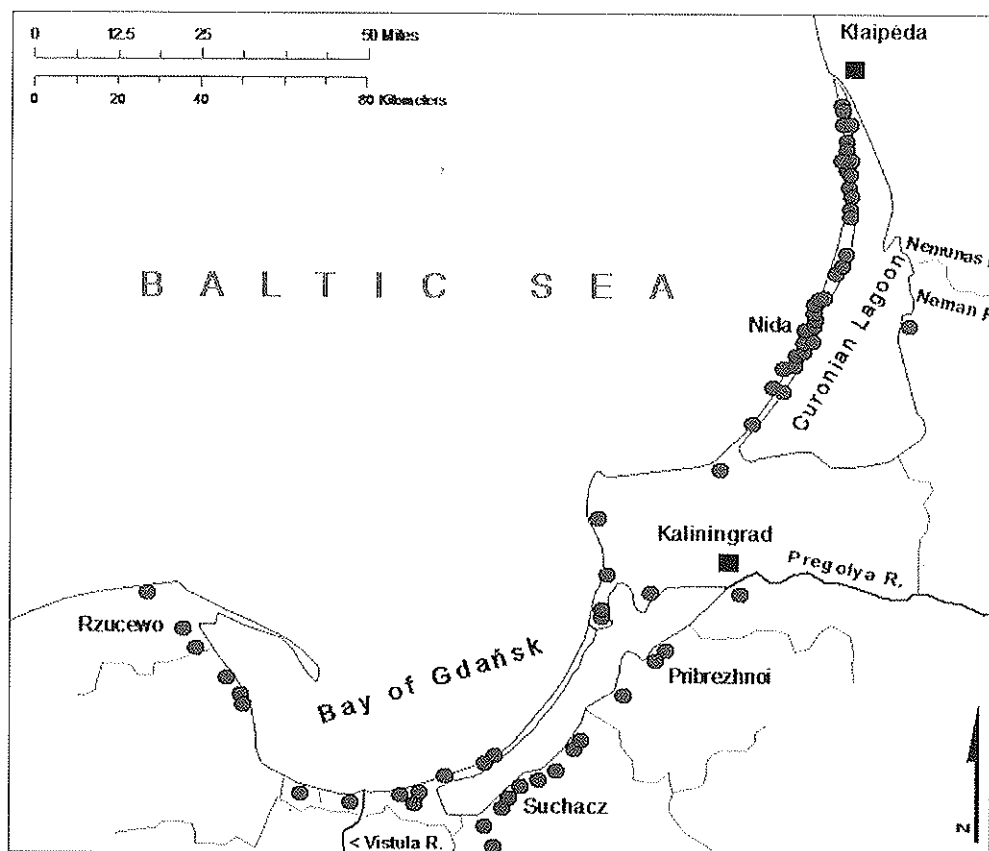 0 12.5 25 50 Miles
0 20 40 80 Kilometers
Klaipėda
BALTIC SEA
Nemunas
Neman R
Nida
Curonian Lagoon
Kaliningrad
Pregolya R.
Rzucewo
Bay of Gdańsk
Pribrezhnoi
Suchacz
< Vistula R.
N